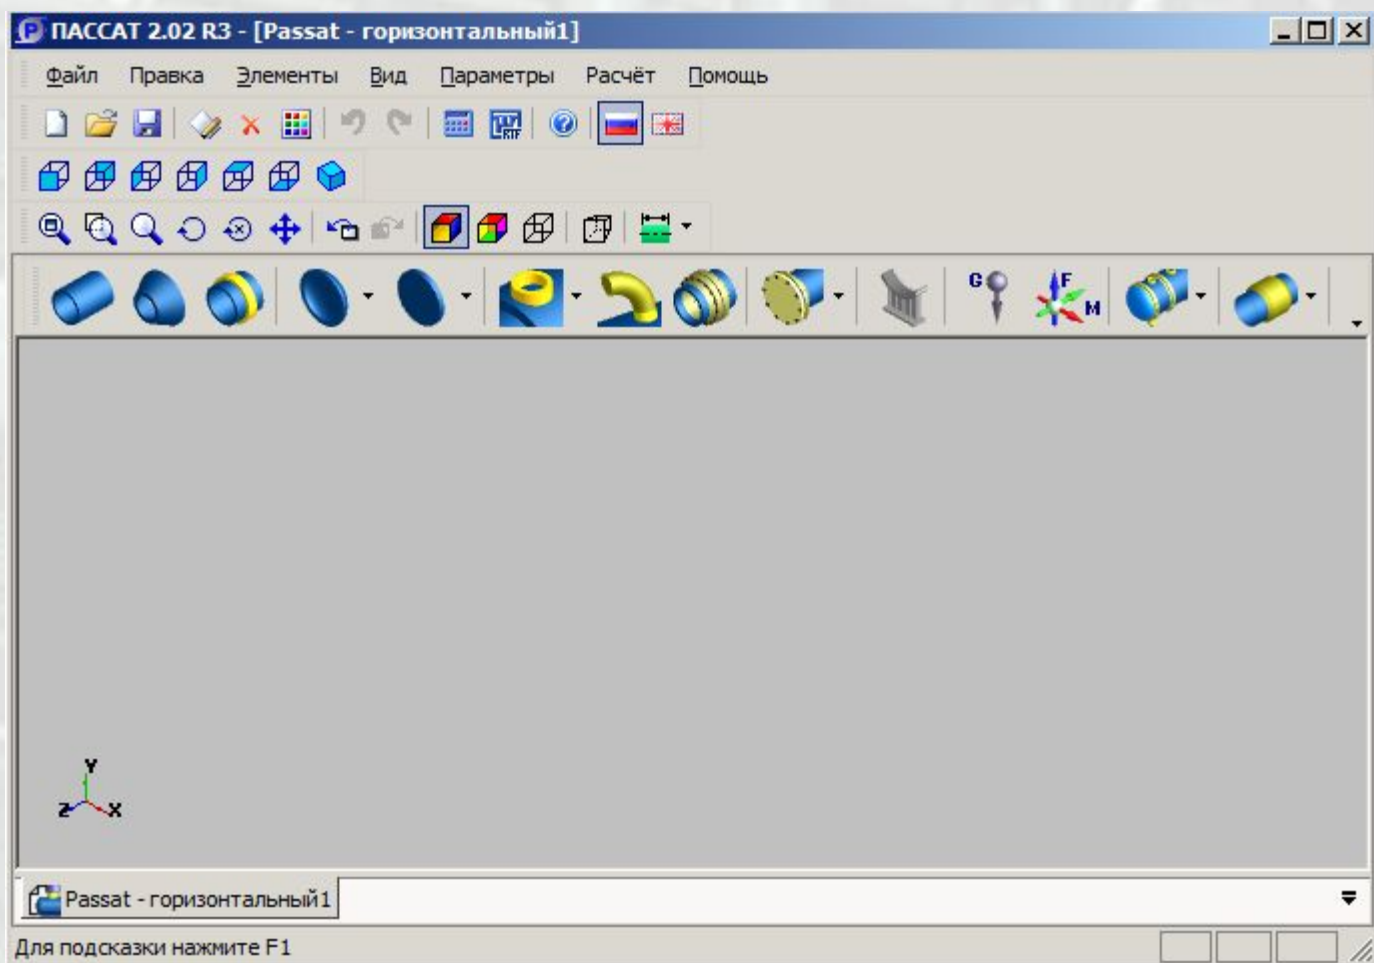 ПАССАТ 2.02 R3 - [Passat - горизонтальный1]
Файл Правка Элементы Вид Параметры Расчёт Помощь
RTF
G F M
Y
Z X
Passat - горизонтальный1
Для подсказки нажмите F1